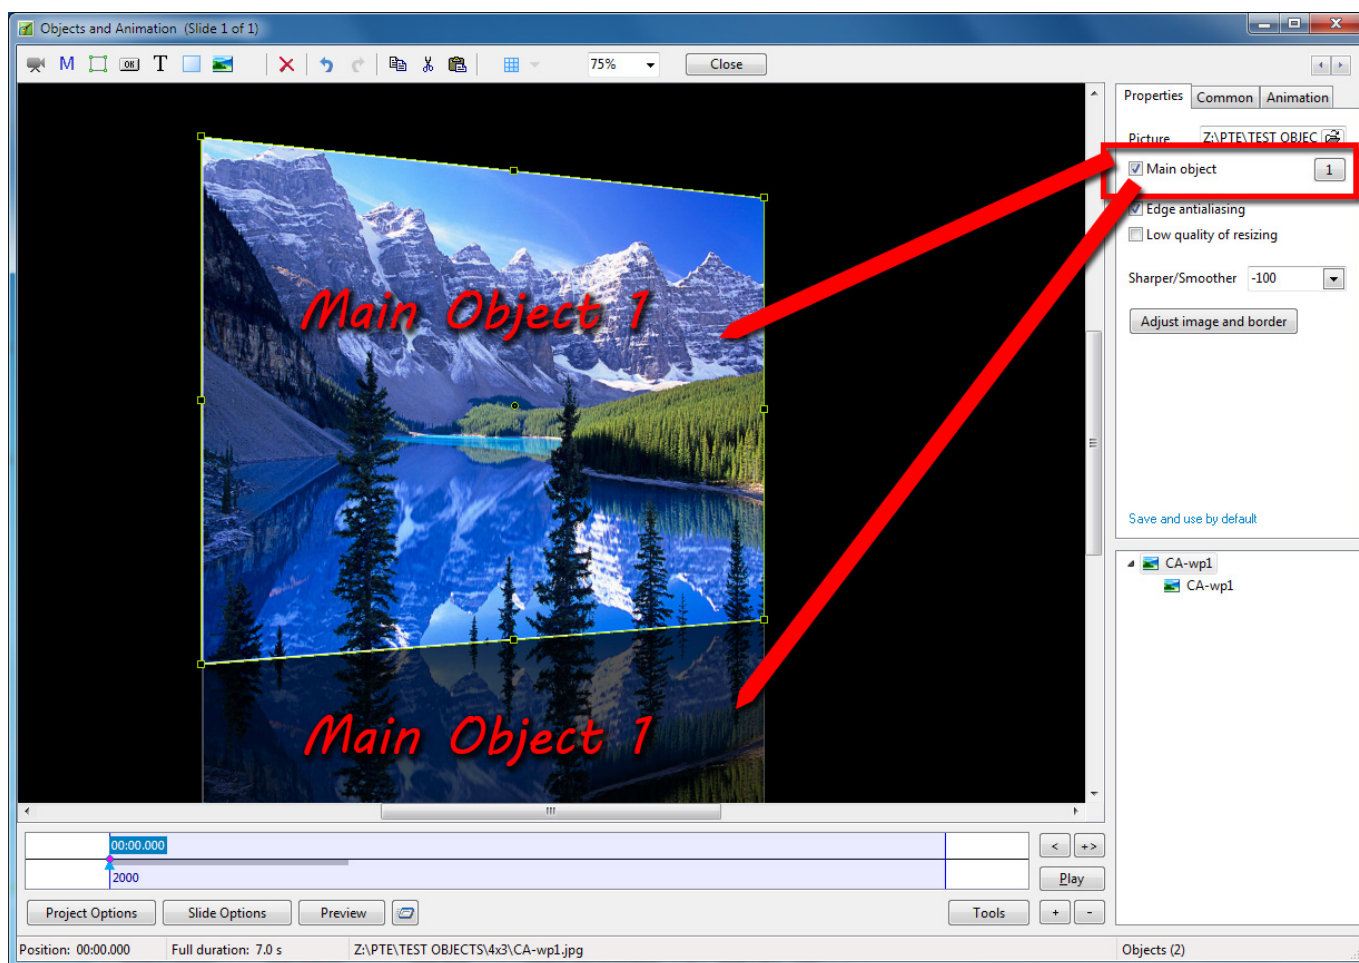 Objects and Animation (Slide 1 of 1)
M OK T 75% Close
Properties Common Animation
Picture Z:\PTE\TEST OBJEC
Main object 1
Edge antialiasing
Low quality of resizing
Sharper/Smoother -100
Adjust image and border
Main Object 1
Save and use by default
CA-wp1
CA-wp1
Main Object 1
00:00.000
2000
< +>
Play
Project Options Slide Options Preview Tools + -
Position: 00:00.000 Full duration: 7.0 s Z:\PTE\TEST OBJECTS\4x3\CA-wp1.jpg Objects (2)